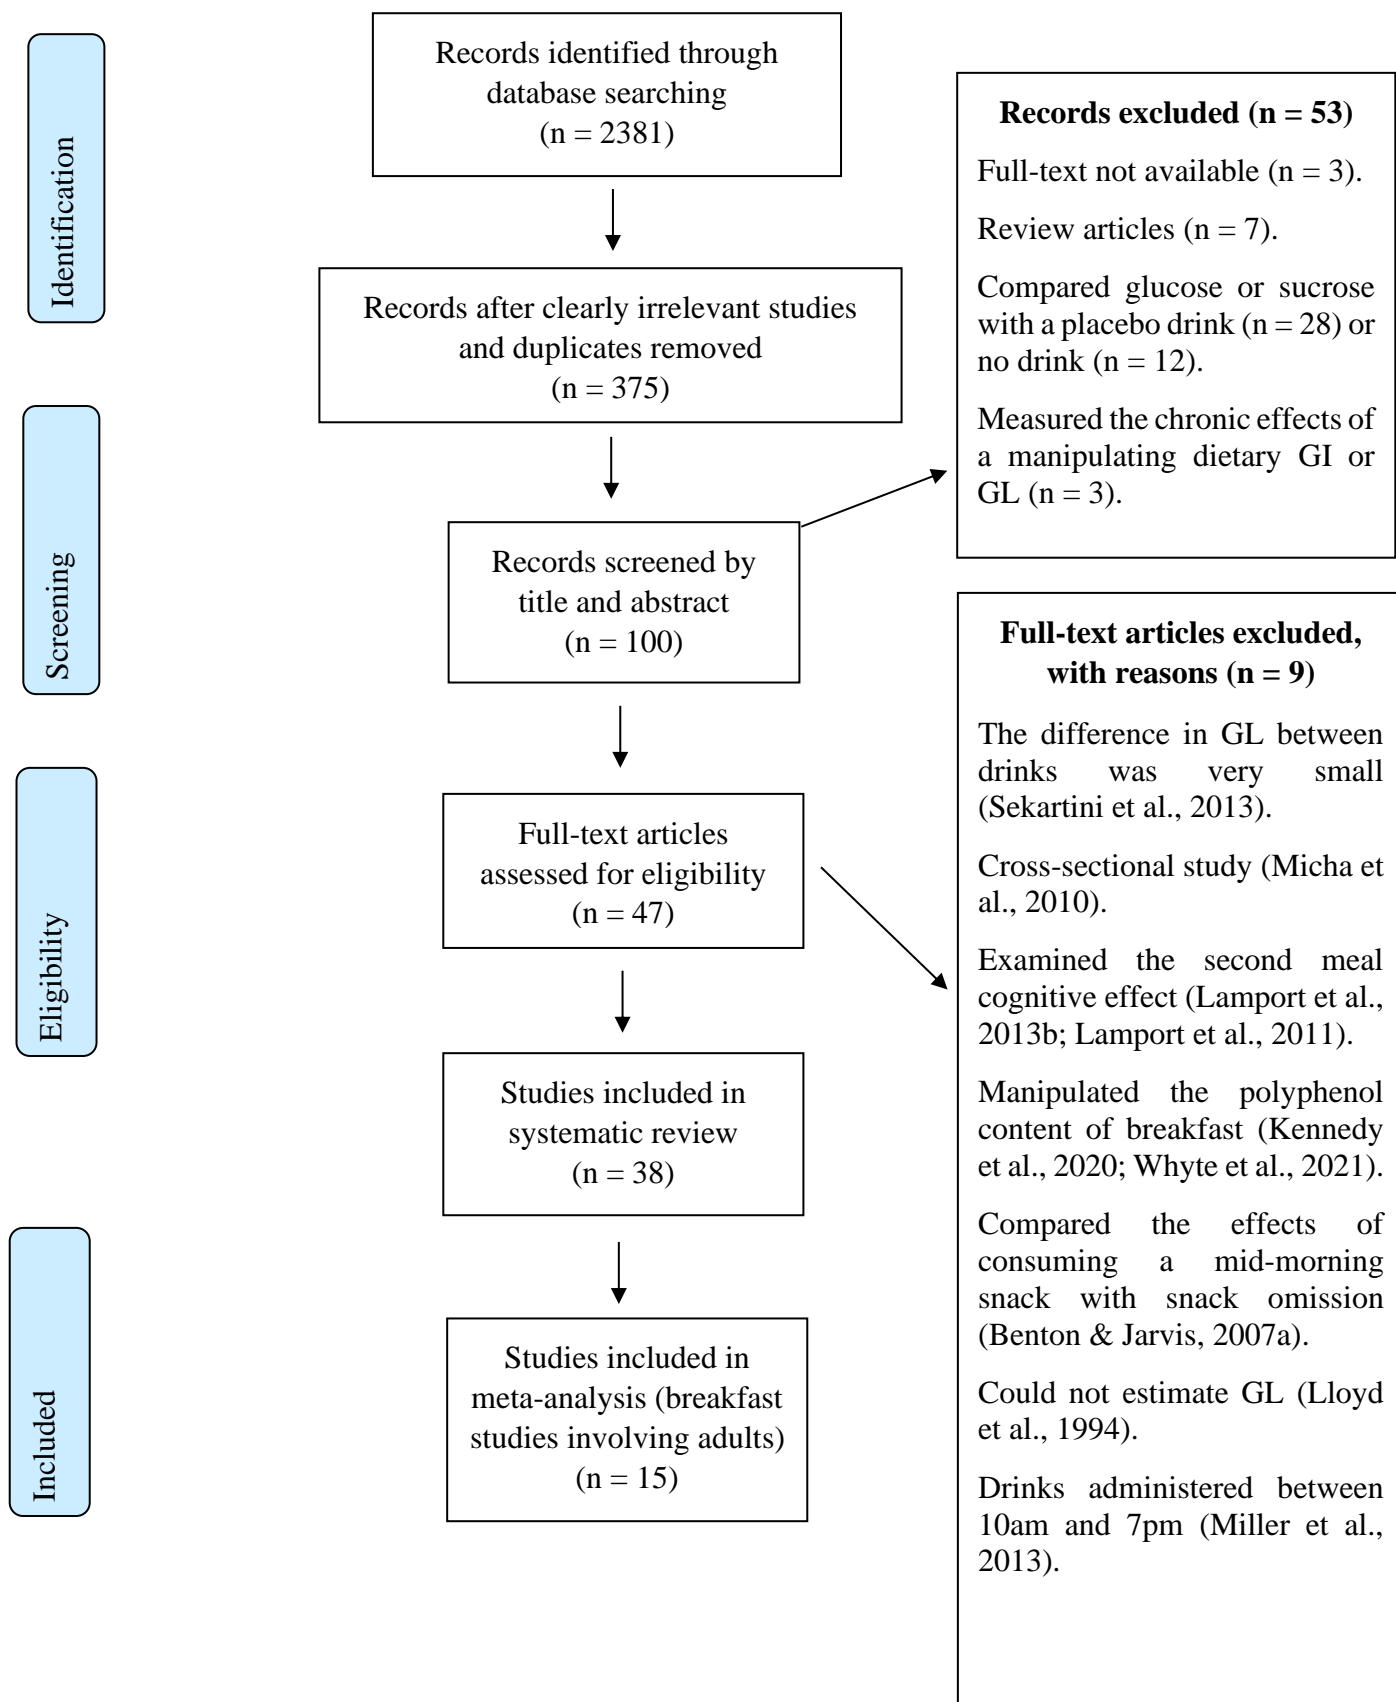 Identification
Records identified through
database searching
(n = 2381)
Records after clearly irrelevant studies
and duplicates removed
(n = 375)
Records excluded (n = 53)
Full-text not available (n = 3).
Review articles (n = 7).
Compared glucose or sucrose
with a placebo drink (n = 28) or
no drink (n = 12).
Measured the chronic effects of
a manipulating dietary GI or
GL (n = 3).
Screening
Records screened by
title and abstract
(n = 100)
Eligibility
Full-text articles
assessed for eligibility
(n = 47)
Full-text articles excluded,
with reasons (n = 9)
The difference in GL between
drinks was very small
(Sekartini et al., 2013).
Cross-sectional study (Micha et
al., 2010).
Examined the second meal
cognitive effect (Lamport et al.,
2013b; Lamport et al., 2011).
Manipulated the polyphenol
content of breakfast (Kennedy
et al., 2020; Whyte et al., 2021).
Compared the effects of
consuming a mid-morning
snack with snack omission
(Benton & Jarvis, 2007a).
Could not estimate GL (Lloyd
et al., 1994).
Drinks administered between
10am and 7pm (Miller et al.,
2013).
Studies included in
systematic review
(n = 38)
Included
Studies included in
meta-analysis (breakfast
studies involving adults)
(n = 15)